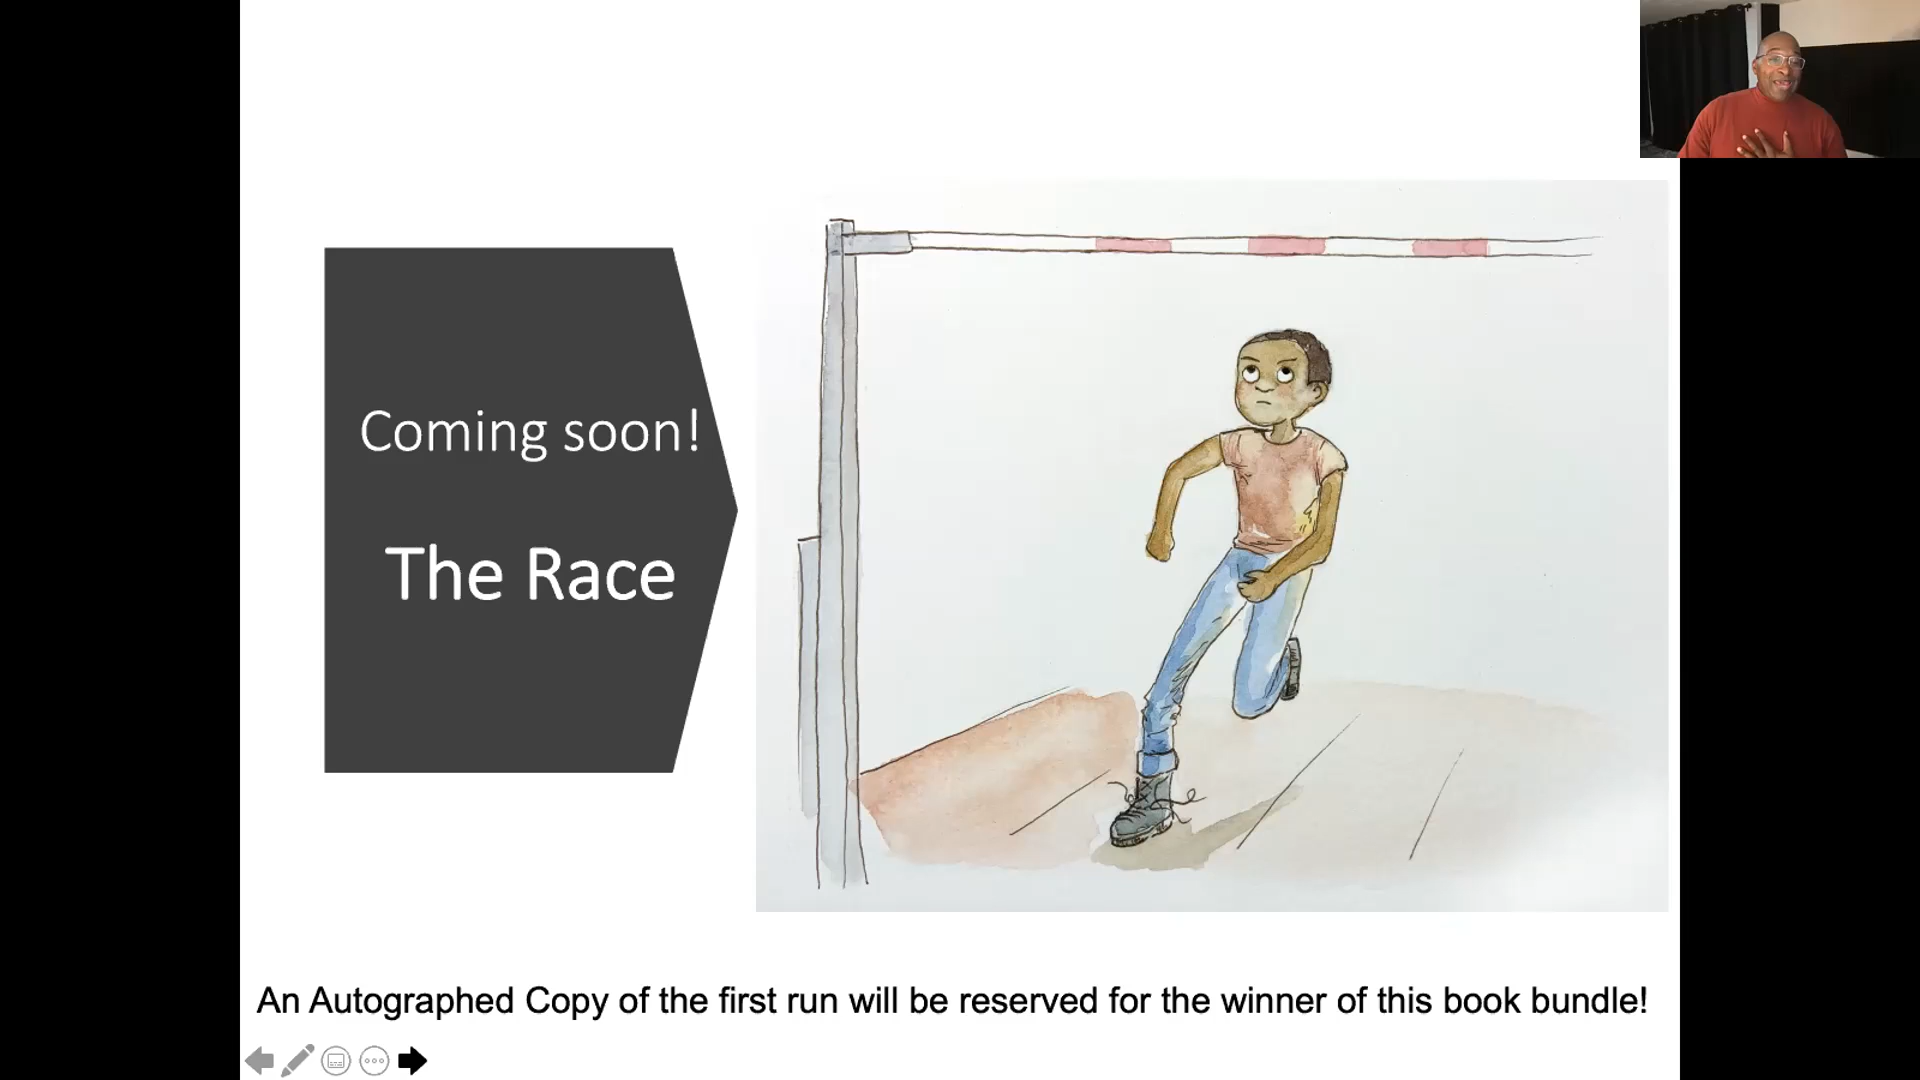 Coming soon!
The Race
An Autographed Copy of the first run will be reserved for the winner of this book bundle!